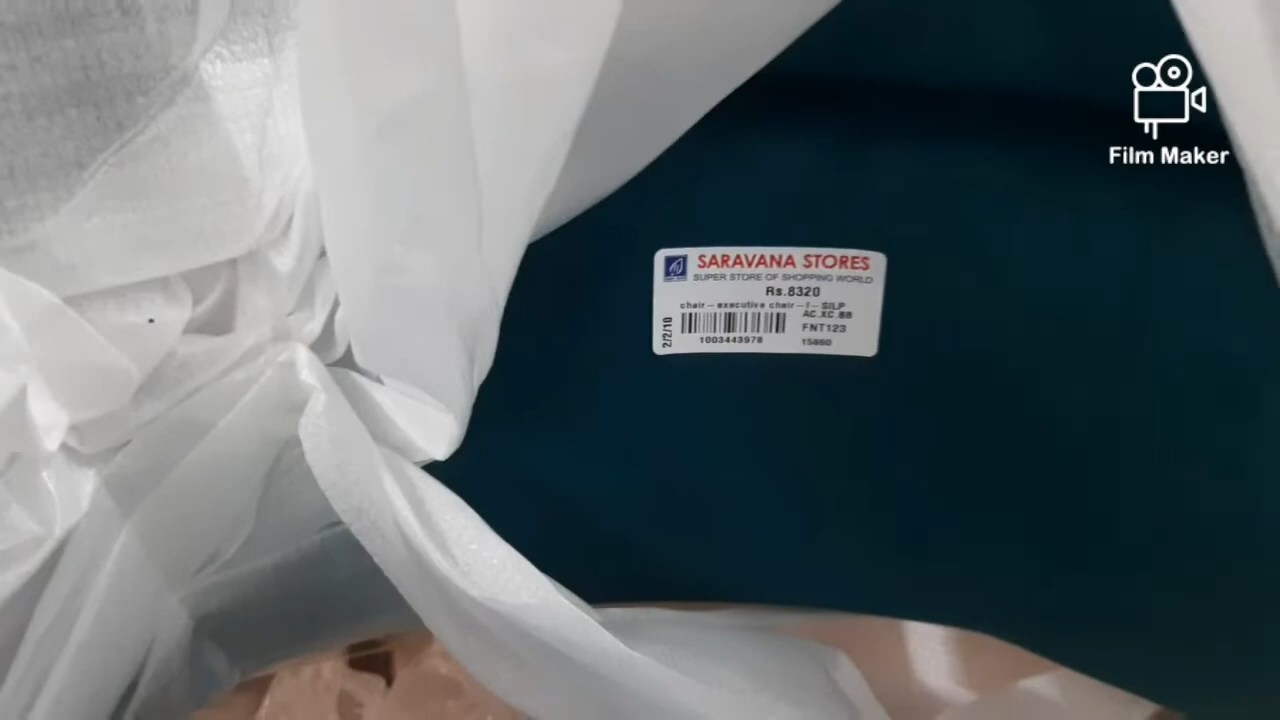 Film Maker
SARAVANA STORES
SUPER STORE OF SHOPPING WORLD
Rs.8320
chair - executive chair - I - SILP
AC.XC.BB
FNT123
1003443978
15860
2/2/10